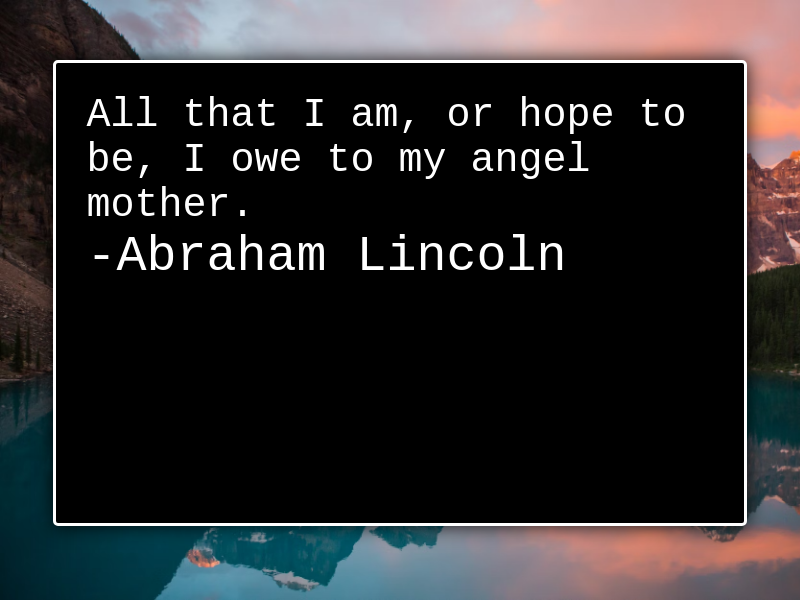 All that I am, or hope to
be, I owe to my angel
mother.
-Abraham Lincoln